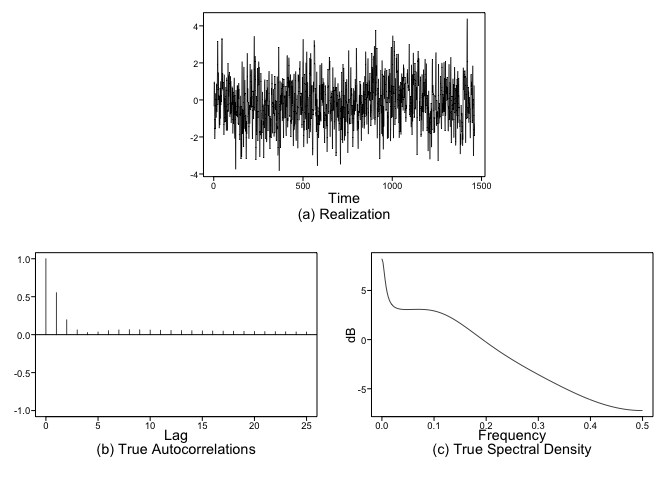 4
2
0
-2
-4
0 500 1000 1500
Time
(a) Realization
1.0
0.5
0.0
-0.5
-1.0
0 5 10 15 20 25
Lag
(b) True Autocorrelations
dB
5
0
-5
0.0 0.1 0.2 0.3 0.4 0.5
Frequency
(c) True Spectral Density